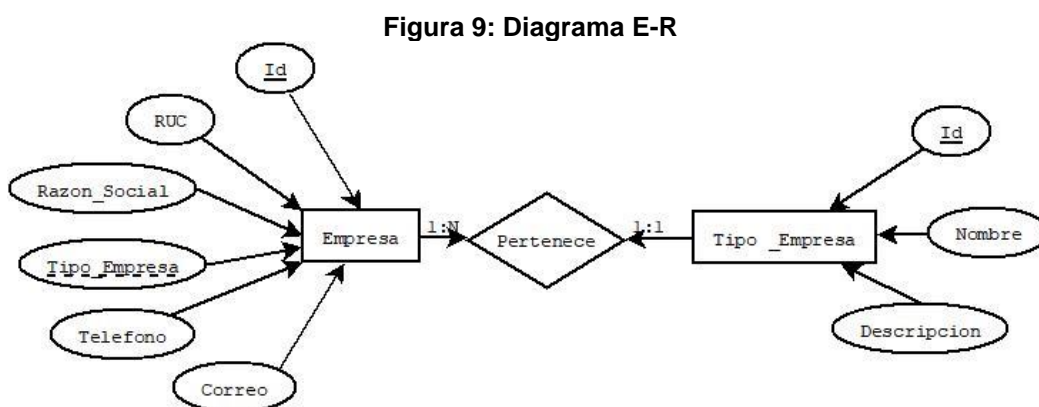 Figura 9: Diagrama E-R
Id
RUC
Razon_Social
Tipo_Empresa
Telefono
Correo
Empresa
1:N
Pertenece
1:1
Tipo _Empresa
Id
Nombre
Descripcion